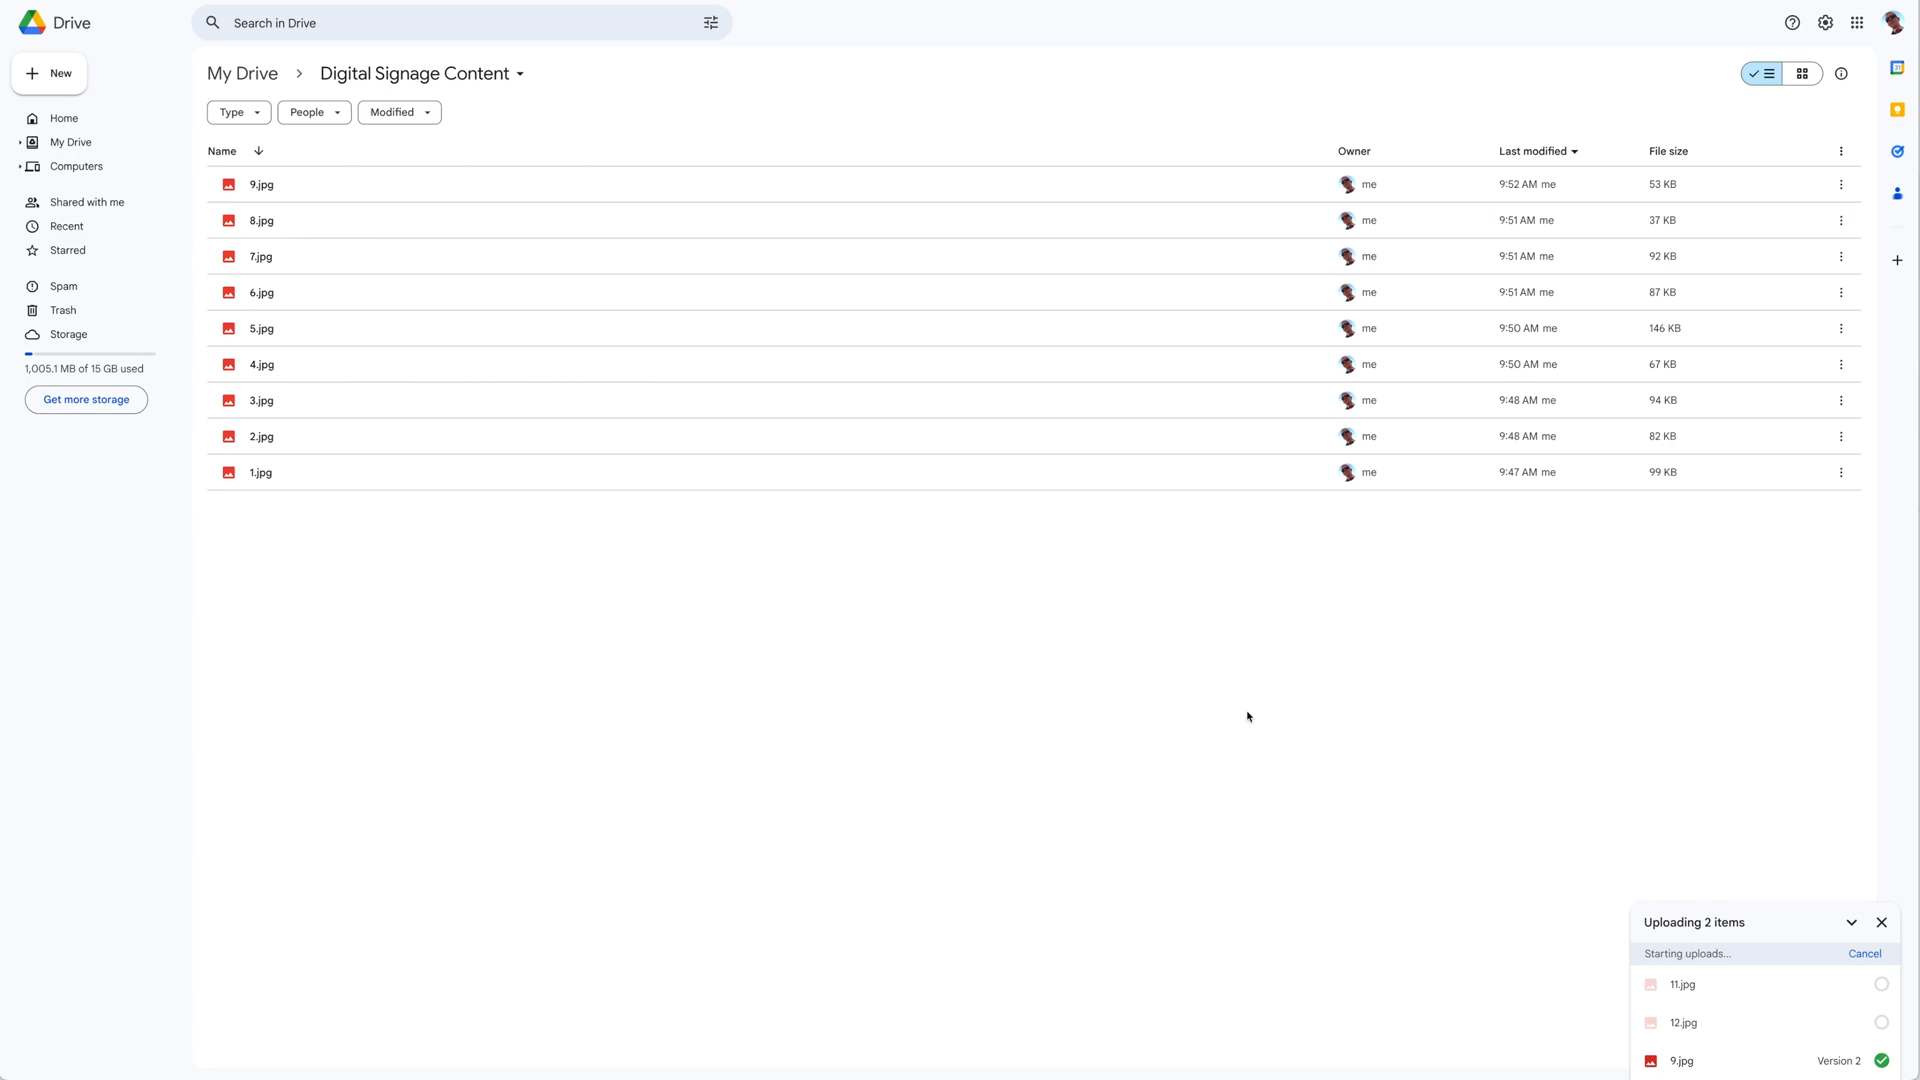 Drive
Search in Drive
New
My Drive
Digital Signage Content
Type
People
Modified
Home
My Drive
Computers
Shared with me
Recent
Starred
Spam
Trash
Storage
1,005.1 MB of 15 GB used
Get more storage
Name Owner Last modified File size
9.jpg me 9:52 AM me 53 KB
8.jpg me 9:51 AM me 37 KB
7.jpg me 9:51 AM me 92 KB
6.jpg me 9:51 AM me 87 KB
5.jpg me 9:50 AM me 146 KB
4.jpg me 9:50 AM me 67 KB
3.jpg me 9:48 AM me 94 KB
2.jpg me 9:48 AM me 82 KB
1.jpg me 9:47 AM me 99 KB
31
Uploading 2 items
Starting uploads... Cancel
11.jpg
12.jpg
9.jpg Version 2